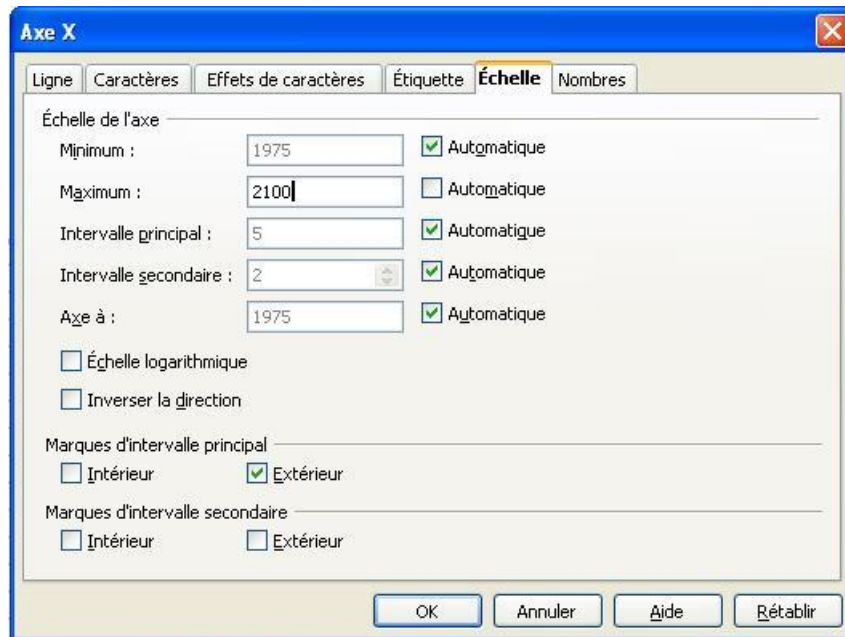 Axe X
Ligne Caractères Effets de caractères Étiquette Échelle Nombres
Échelle de l'axe
Minimum : 1975 Automatique
Maximum : 2100 Automatique
Intervalle principal : 5 Automatique
Intervalle secondaire : 2 Automatique
Axe à : 1975 Automatique
Échelle logarithmique
Inverser la direction
Marques d'intervalle principal
Intérieur Extérieur
Marques d'intervalle secondaire
Intérieur Extérieur
OK Annuler Aide Rétablir